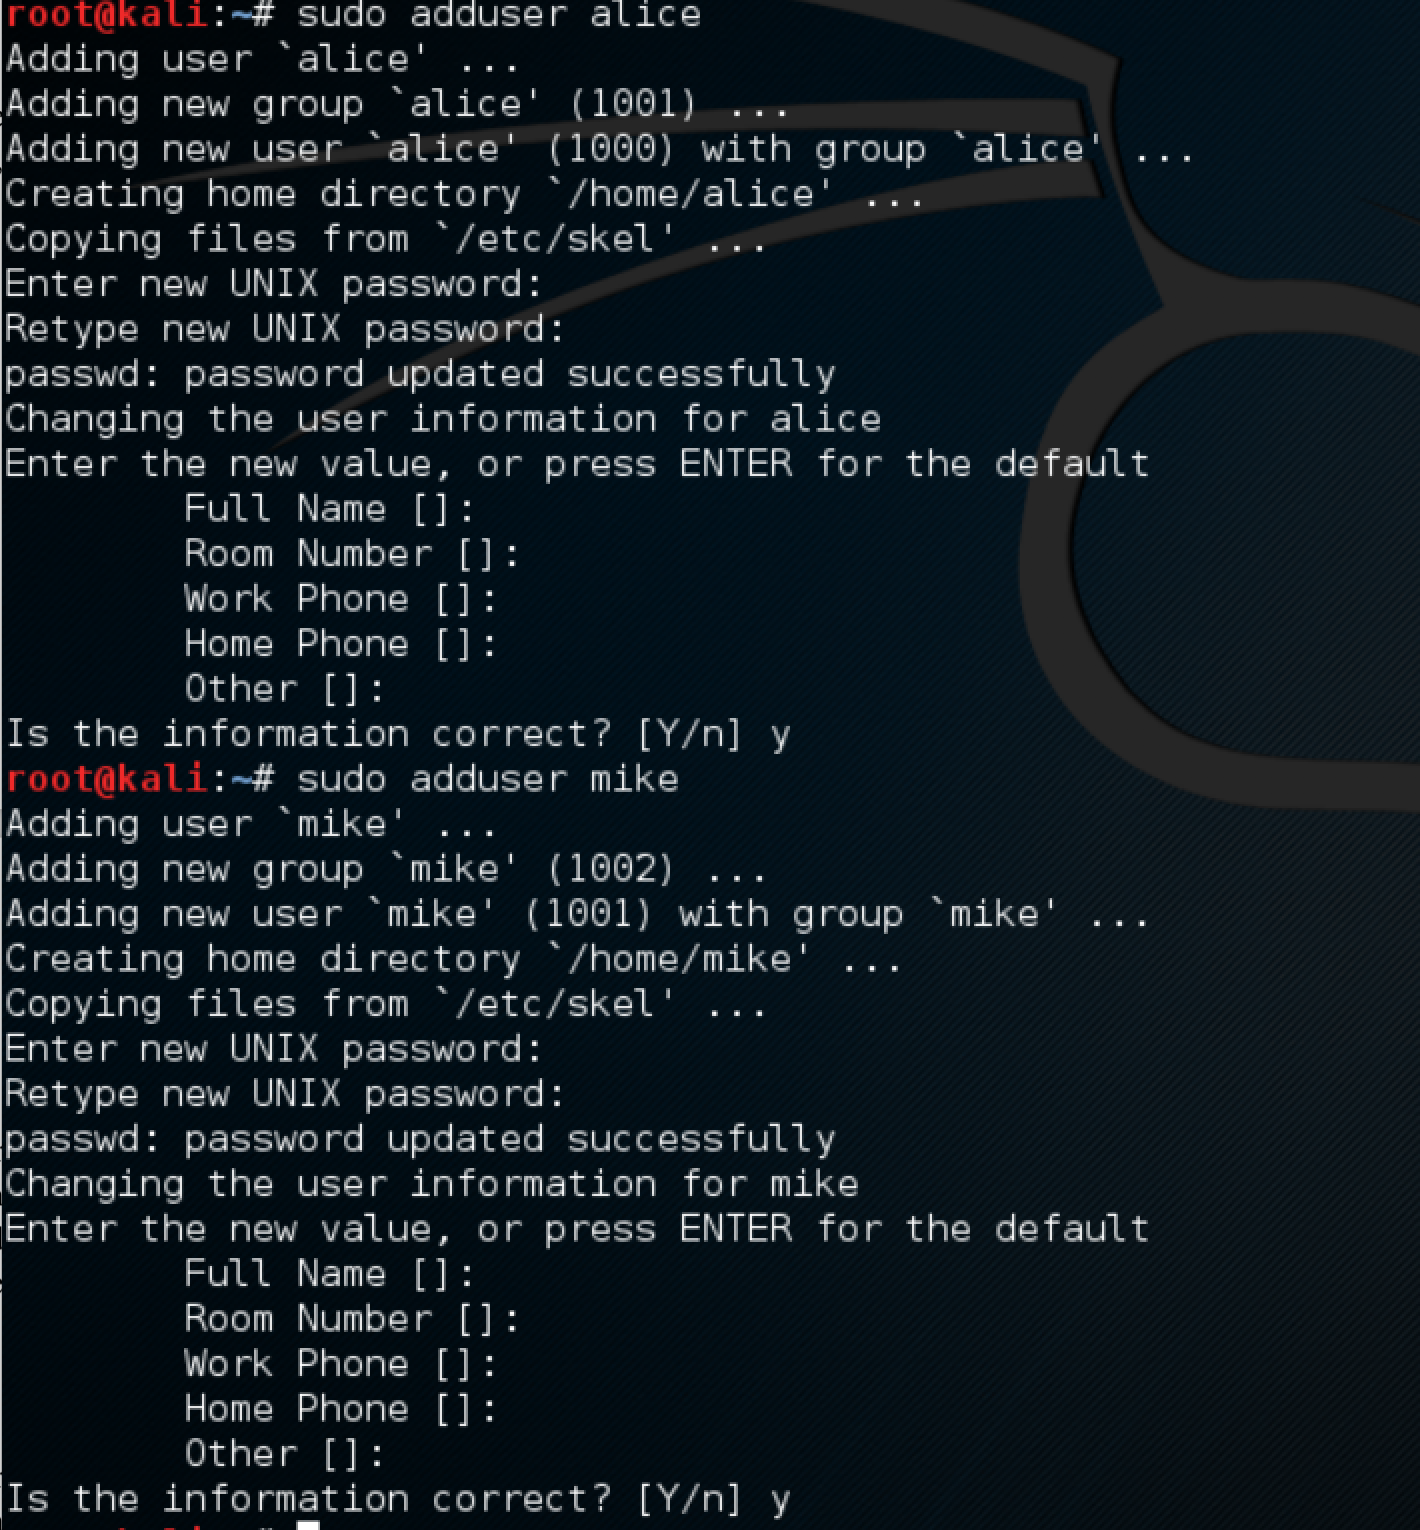 root@kali:~# sudo adduser alice
Adding user `alice' ...
Adding new group `alice' (1001) ...
Adding new user `alice' (1000) with group `alice' ...
Creating home directory `/home/alice' ...
Copying files from `/etc/skel' ...
Enter new UNIX password:
Retype new UNIX password:
passwd: password updated successfully
Changing the user information for alice
Enter the new value, or press ENTER for the default
        Full Name []:
        Room Number []:
        Work Phone []:
        Home Phone []:
        Other []:
Is the information correct? [Y/n] y
root@kali:~# sudo adduser mike
Adding user `mike' ...
Adding new group `mike' (1002) ...
Adding new user `mike' (1001) with group `mike' ...
Creating home directory `/home/mike' ...
Copying files from `/etc/skel' ...
Enter new UNIX password:
Retype new UNIX password:
passwd: password updated successfully
Changing the user information for mike
Enter the new value, or press ENTER for the default
        Full Name []:
        Room Number []:
        Work Phone []:
        Home Phone []:
        Other []:
Is the information correct? [Y/n] y